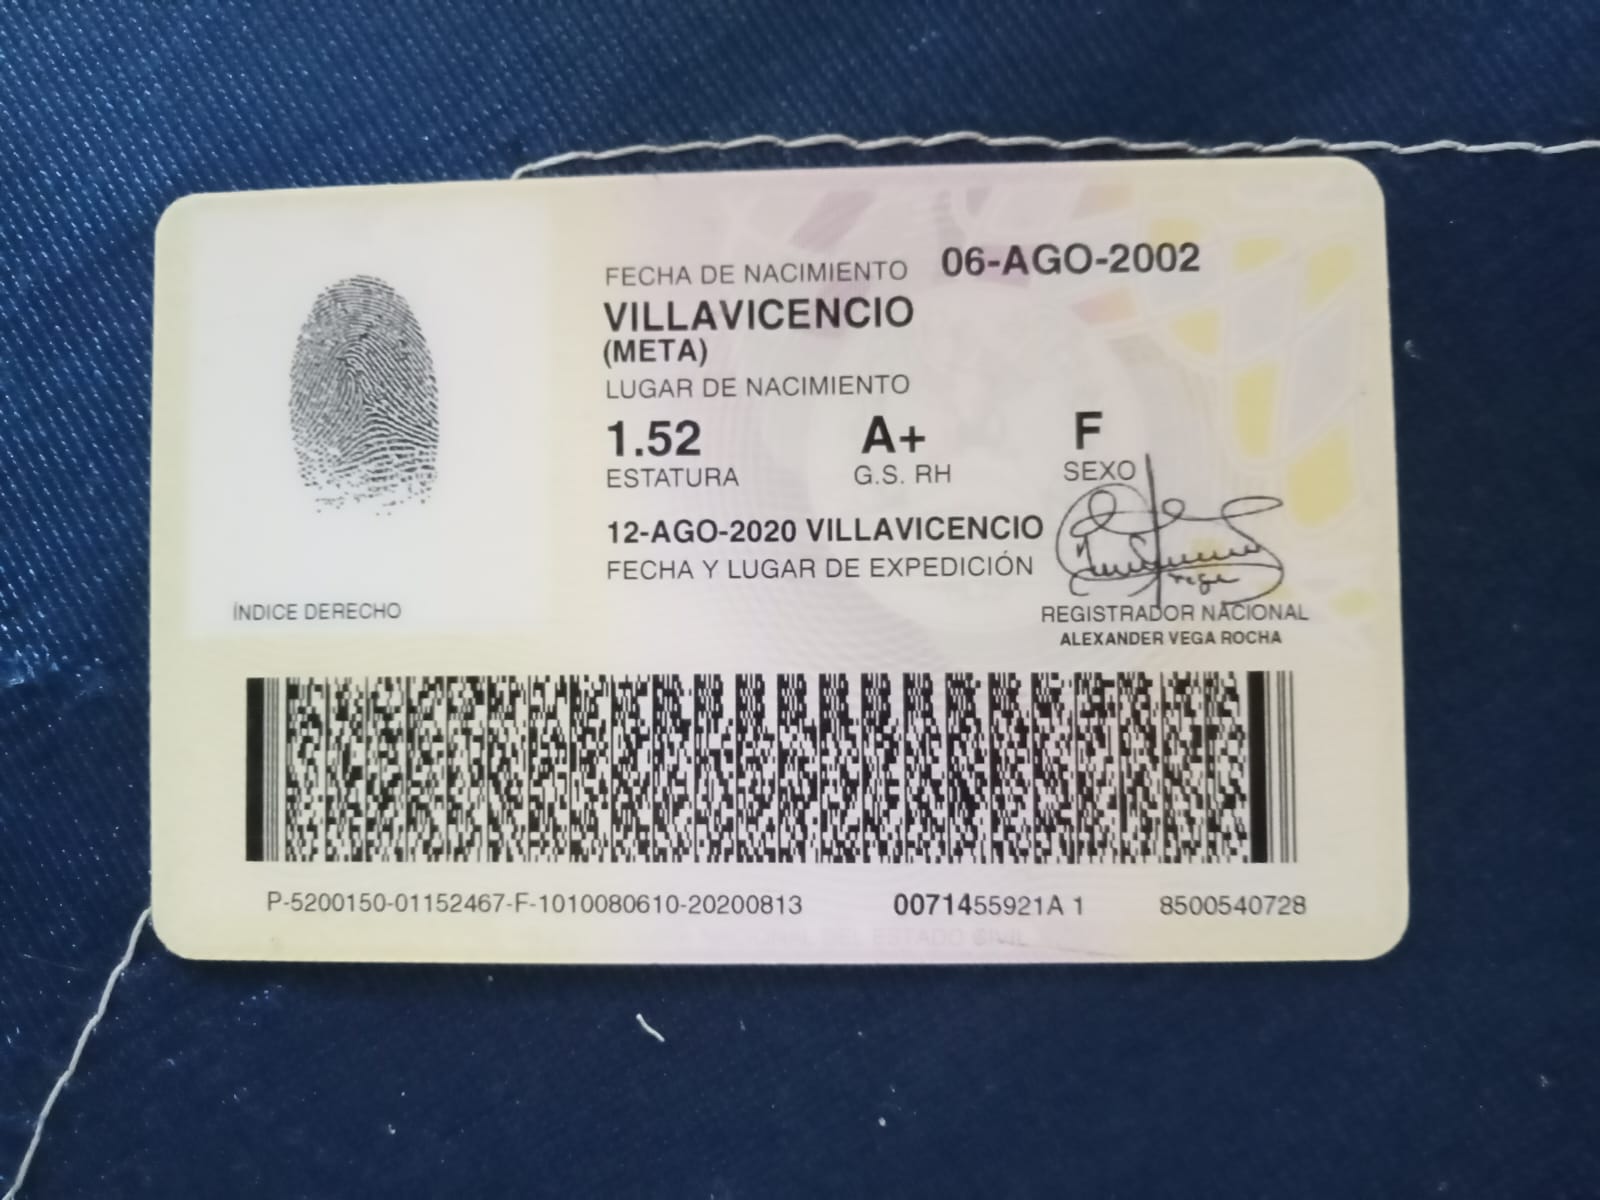 FECHA DE NACIMIENTO 06-AGO-2002
VILLAVICENCIO
(META)
LUGAR DE NACIMIENTO
1.52 A+ F
ESTATURA G.S. RH SEXO
12-AGO-2020 VILLAVICENCIO
FECHA Y LUGAR DE EXPEDICIÓN
ÍNDICE DERECHO
REGISTRADOR NACIONAL
ALEXANDER VEGA ROCHA
P-5200150-01152467-F-1010080610-20200813 0071455921A 1 8500540728